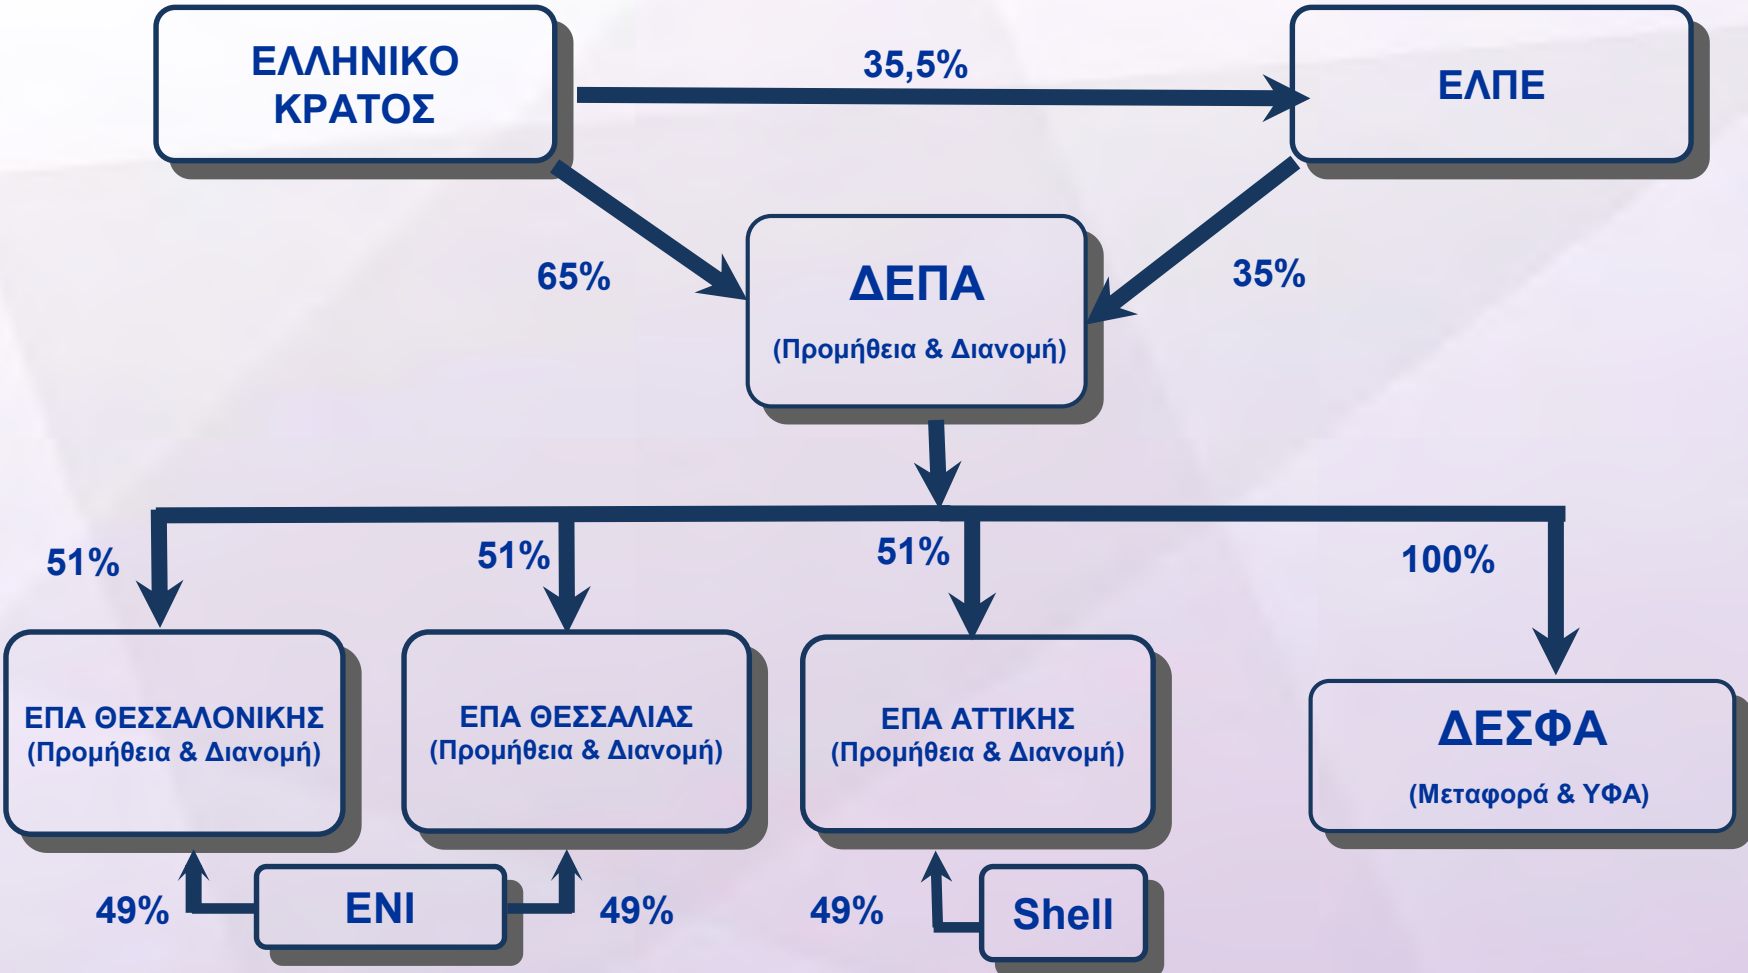 ΕΛΛΗΝΙΚΟ
ΚΡΑΤΟΣ
35,5%
ΕΛΠΕ
65%
ΔΕΠΑ
(Προμήθεια & Διανομή)
35%
51%
51%
51%
100%
ΕΠΑ ΘΕΣΣΑΛΟΝΙΚΗΣ
(Προμήθεια & Διανομή)
ΕΠΑ ΘΕΣΣΑΛΙΑΣ
(Προμήθεια & Διανομή)
ΕΠΑ ΑΤΤΙΚΗΣ
(Προμήθεια & Διανομή)
ΔΕΣΦΑ
(Μεταφορά & ΥΦΑ)
49%
ENI
49%
49%
Shell